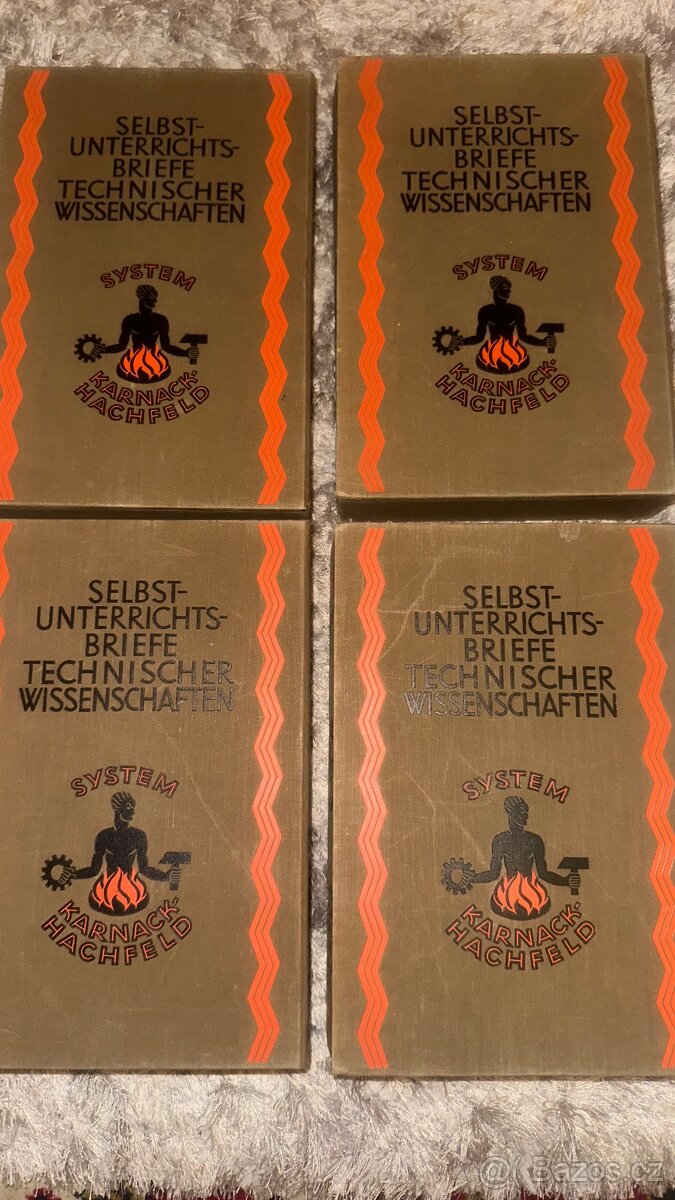 SELBST-
UNTERRICHTS-
BRIEFE
TECHNISCHER
WISSENSCHAFTEN
SYSTEM
KARNACK-
HACHFELD
SELBST-
UNTERRICHTS-
BRIEFE
TECHNISCHER
WISSENSCHAFTEN
SYSTEM
KARNACK-
HACHFELD
SELBST-
UNTERRICHTS-
BRIEFE
TECHNISCHER
WISSENSCHAFTEN
SYSTEM
KARNACK-
HACHFELD
SELBST-
UNTERRICHTS-
BRIEFE
TECHNISCHER
WISSENSCHAFTEN
SYSTEM
KARNACK-
HACHFELD
Bazos.cz